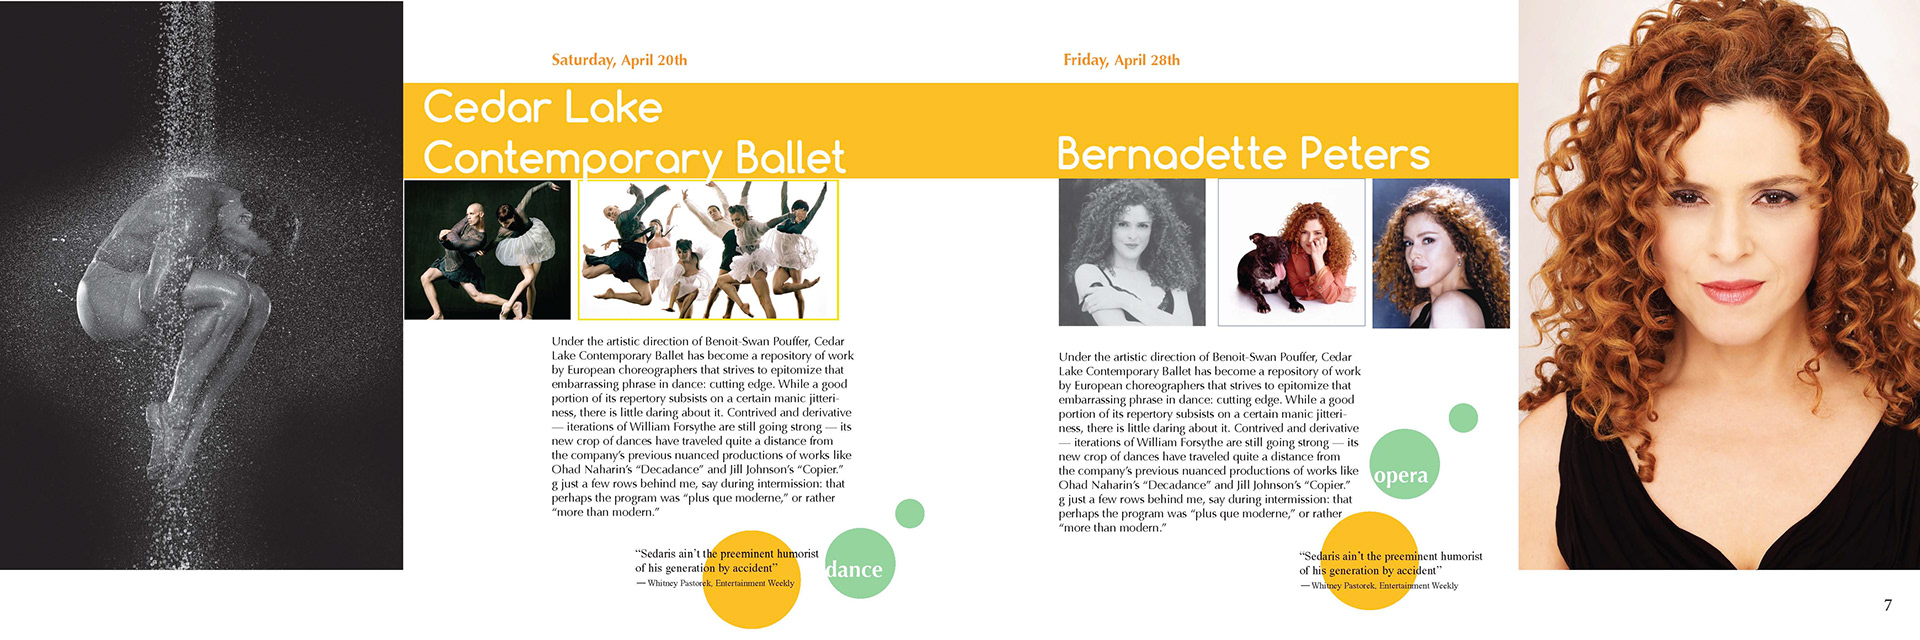 Saturday, April 20th
Cedar Lake
Contemporary Ballet
Under the artistic direction of Benoit-Swan Pouffer, Cedar
Lake Contemporary Ballet has become a repository of work
by European choreographers that strives to epitomize that
embarrassing phrase in dance: cutting edge. While a good
portion of its repertory subsists on a certain manic jitteri-
ness, there is little daring about it. Contrived and derivative
— iterations of William Forsythe are still going strong — its
new crop of dances have traveled quite a distance from
the company’s previous nuanced productions of works like
Ohad Naharin’s “Decadance” and Jill Johnson’s “Copier.”
g just a few rows behind me, say during intermission: that
perhaps the program was “plus que moderne,” or rather
“more than modern.”
“Sedaris ain’t the preeminent humorist
of his generation by accident”
— Whitney Pastorek, Entertainment Weekly
dance
Friday, April 28th
Bernadette Peters
Under the artistic direction of Benoit-Swan Pouffer, Cedar
Lake Contemporary Ballet has become a repository of work
by European choreographers that strives to epitomize that
embarrassing phrase in dance: cutting edge. While a good
portion of its repertory subsists on a certain manic jitteri-
ness, there is little daring about it. Contrived and derivative
— iterations of William Forsythe are still going strong — its
new crop of dances have traveled quite a distance from
the company’s previous nuanced productions of works like
Ohad Naharin’s “Decadance” and Jill Johnson’s “Copier.”
g just a few rows behind me, say during intermission: that
perhaps the program was “plus que moderne,” or rather
“more than modern.”
opera
“Sedaris ain’t the preeminent humorist
of his generation by accident”
— Whitney Pastorek, Entertainment Weekly
7